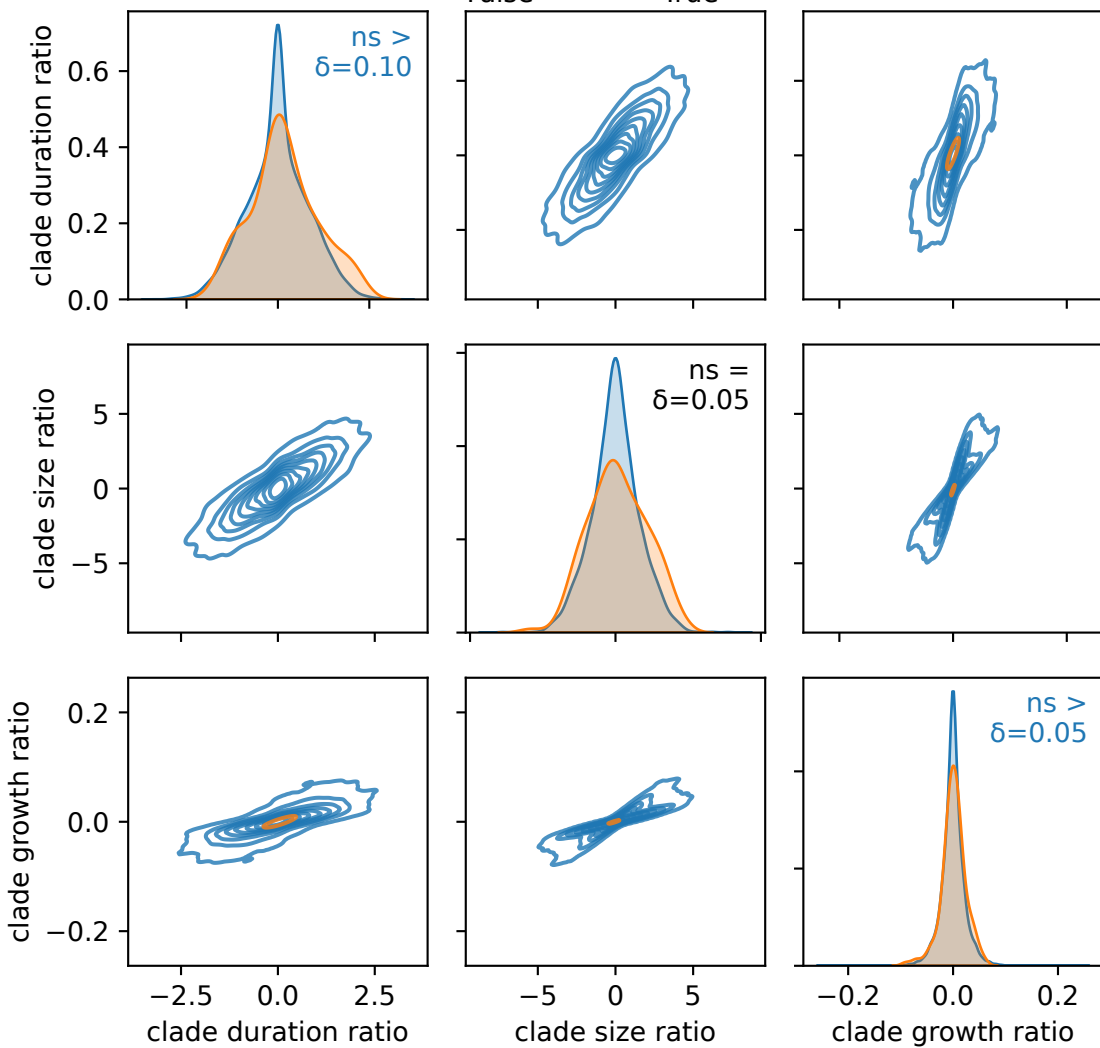 clade duration ratio
0.6
0.4
0.2
0.0
ns >
δ=0.10
clade size ratio
5
0
−5
ns =
δ=0.05
clade growth ratio
0.2
0.0
−0.2
ns >
δ=0.05
−2.5 0.0 2.5
−5 0 5
−0.2 0.0 0.2
clade duration ratio
clade size ratio
clade growth ratio